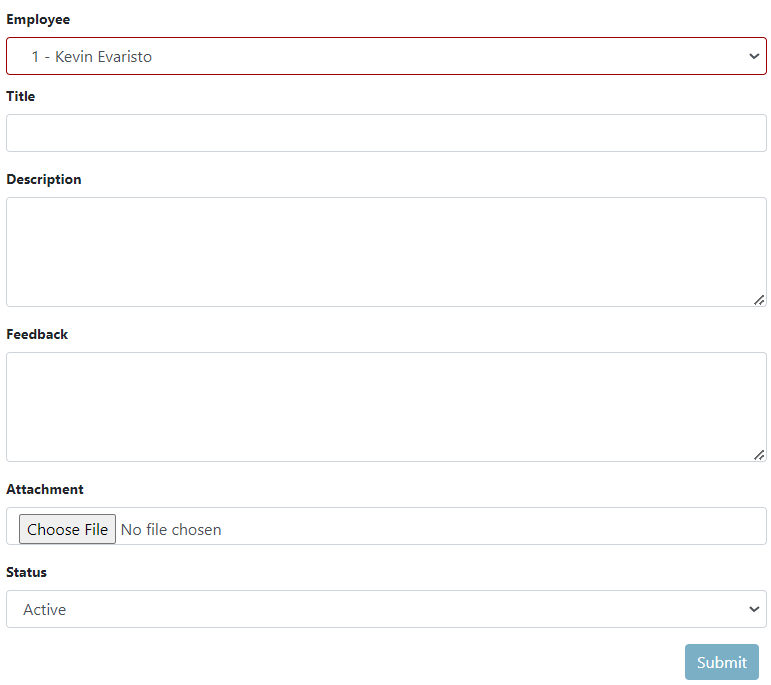 Employee
1 - Kevin Evaristo
Title
Description
Feedback
Attachment
Choose File No file chosen
Status
Active
Submit